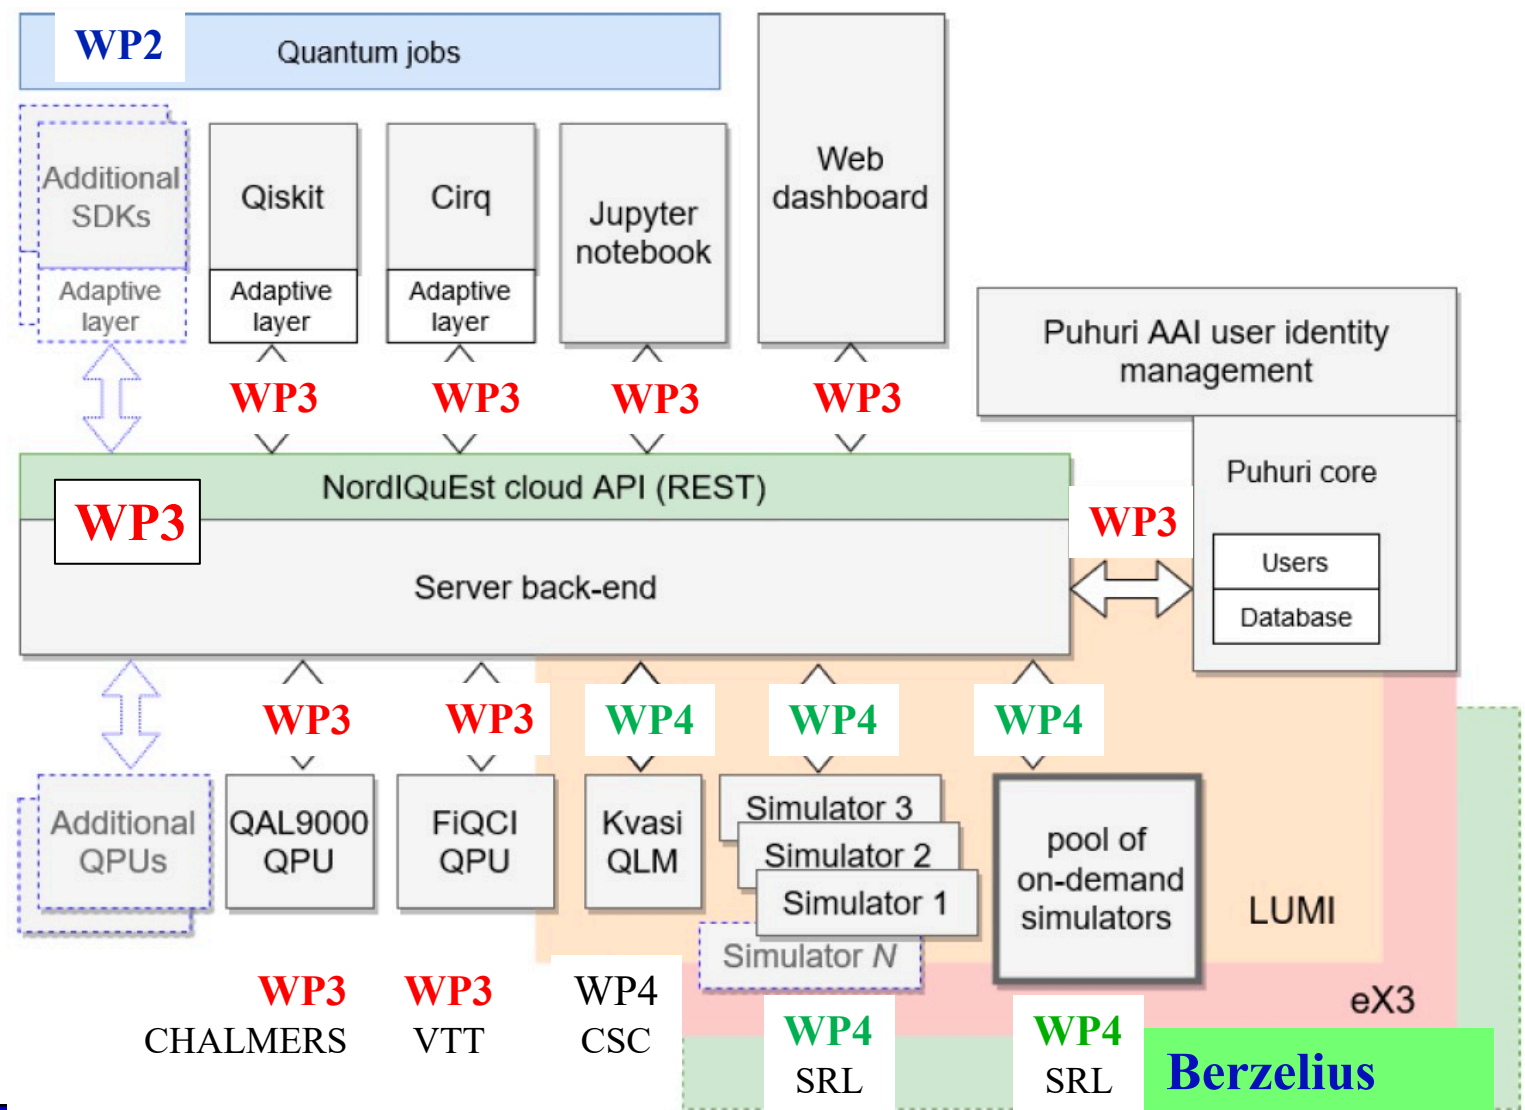 WP2
Quantum jobs
Additional
SDKs
Adaptive
layer
Qiskit
Adaptive
layer
Cirq
Adaptive
layer
Jupyter
notebook
Web
dashboard
Puhuri AAI user identity
management
WP3
WP3
WP3
WP3
NordIQuEst cloud API (REST)
WP3
Server back-end
WP3
Puhuri core
Users
Database
WP3
WP3
WP4
WP4
WP4
Additional
QPUs
QAL9000
QPU
FiQCI
QPU
Kvasi
QLM
Simulator 3
Simulator 2
Simulator 1
Simulator N
pool of
on-demand
simulators
LUMI
eX3
WP3
CHALMERS
WP3
VTT
WP4
CSC
WP4
SRL
WP4
SRL
Berzelius